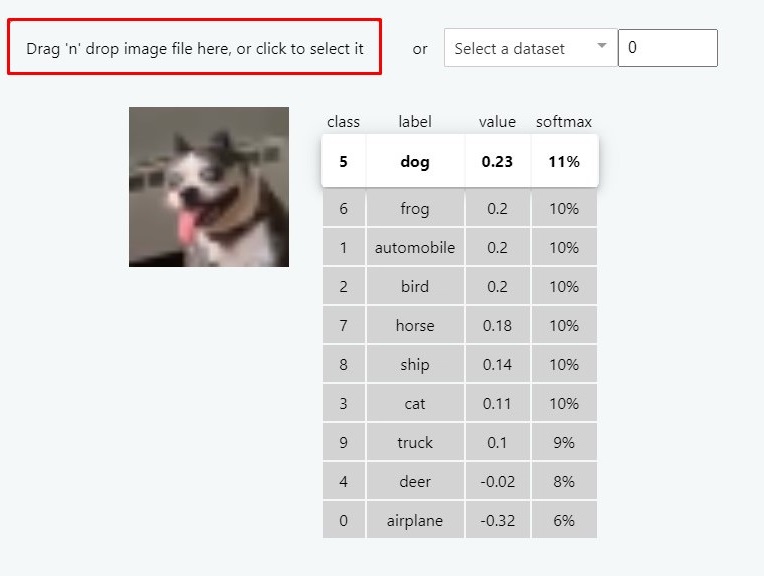 Drag 'n' drop image file here, or click to select it or Select a dataset 0
class label value softmax
5 dog 0.23 11%
6 frog 0.2 10%
1 automobile 0.2 10%
2 bird 0.2 10%
7 horse 0.18 10%
8 ship 0.14 10%
3 cat 0.11 10%
9 truck 0.1 9%
4 deer -0.02 8%
0 airplane -0.32 6%